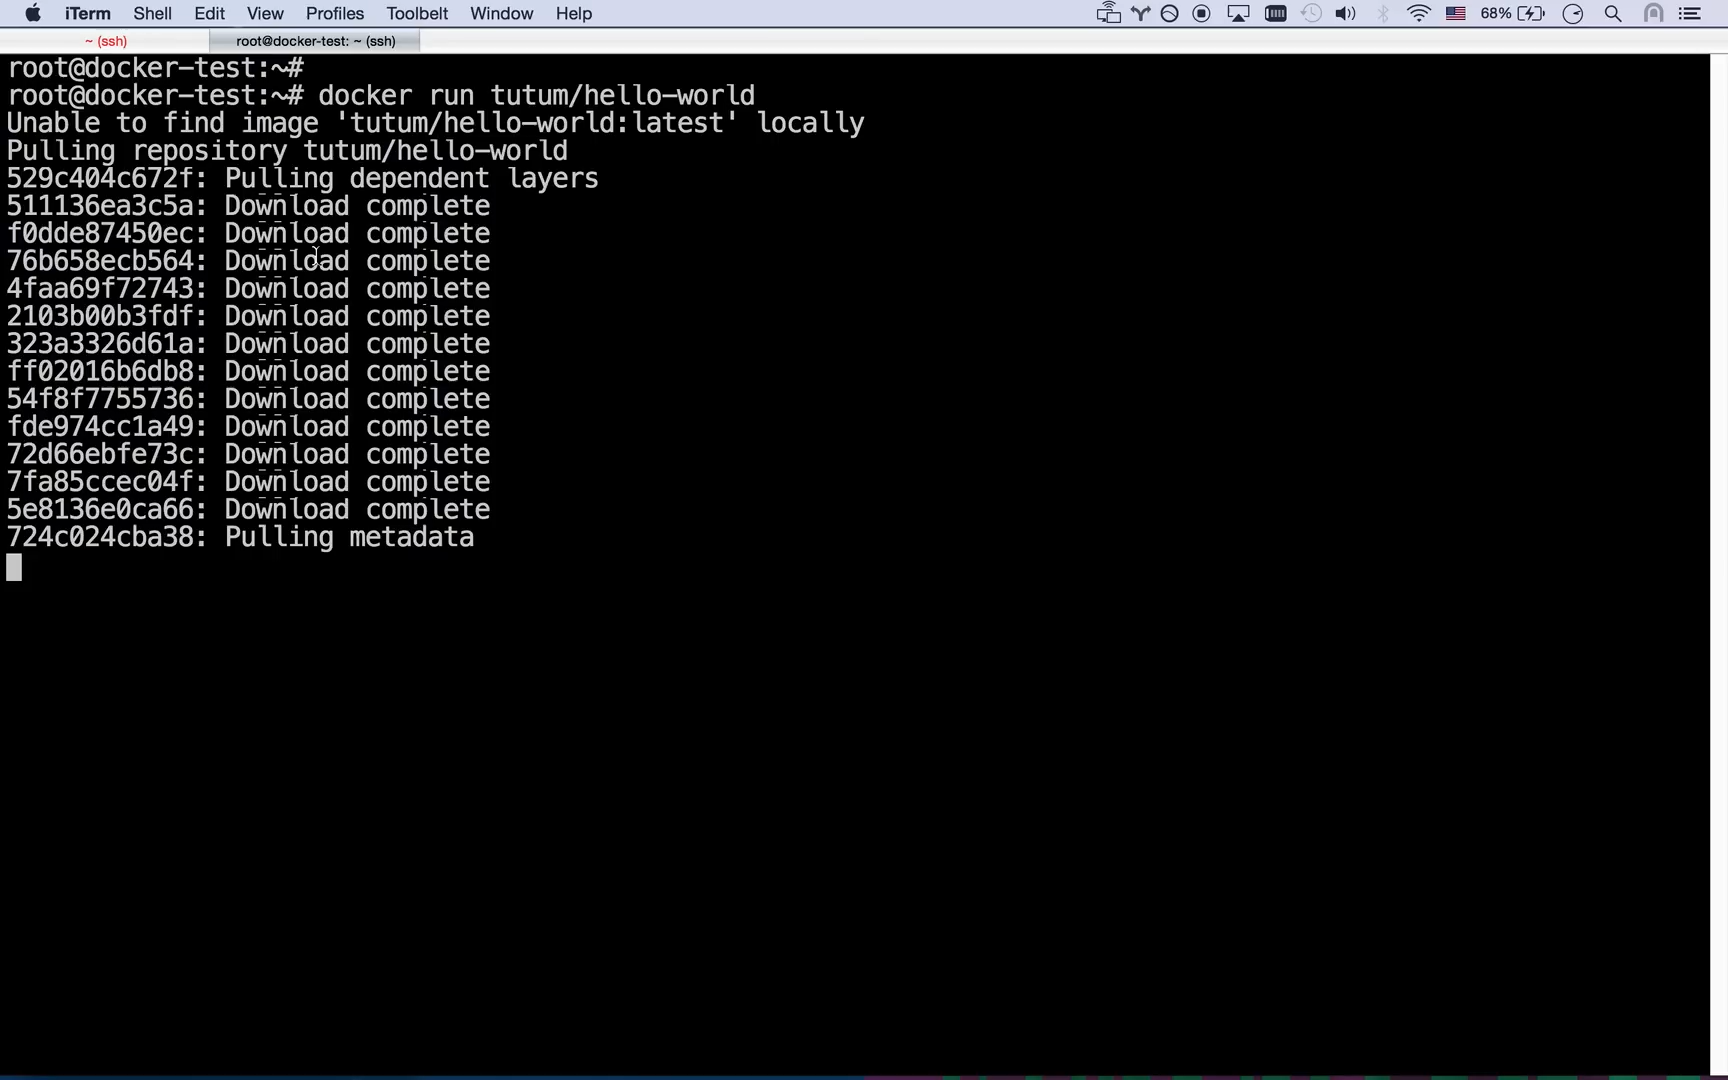 iTerm Shell Edit View Profiles Toolbelt Window Help 68%
~ (ssh) root@docker-test: ~ (ssh)
root@docker-test:~#
root@docker-test:~# docker run tutum/hello-world
Unable to find image 'tutum/hello-world:latest' locally
Pulling repository tutum/hello-world
529c404c672f: Pulling dependent layers
511136ea3c5a: Download complete
f0dde87450ec: Download complete
76b658ecb564: Download complete
4faa69f72743: Download complete
2103b00b3fdf: Download complete
323a3326d61a: Download complete
ff02016b6db8: Download complete
54f8f7755736: Download complete
fde974cc1a49: Download complete
72d66ebfe73c: Download complete
7fa85ccec04f: Download complete
5e8136e0ca66: Download complete
724c024cba38: Pulling metadata